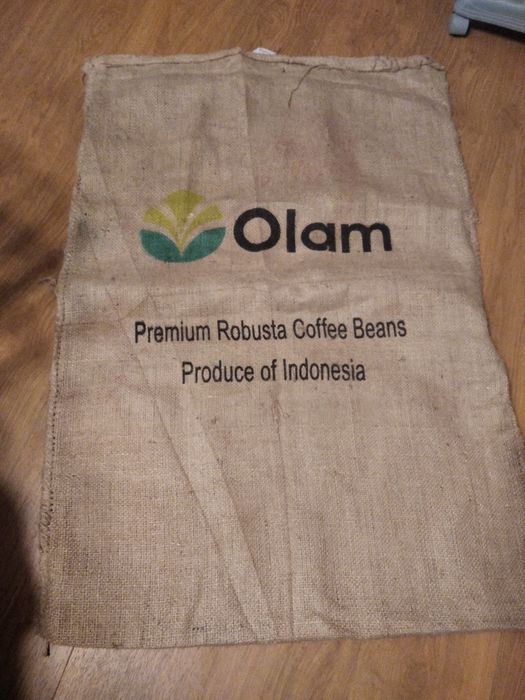 Olam
Premium Robusta Coffee Beans
Produce of Indonesia